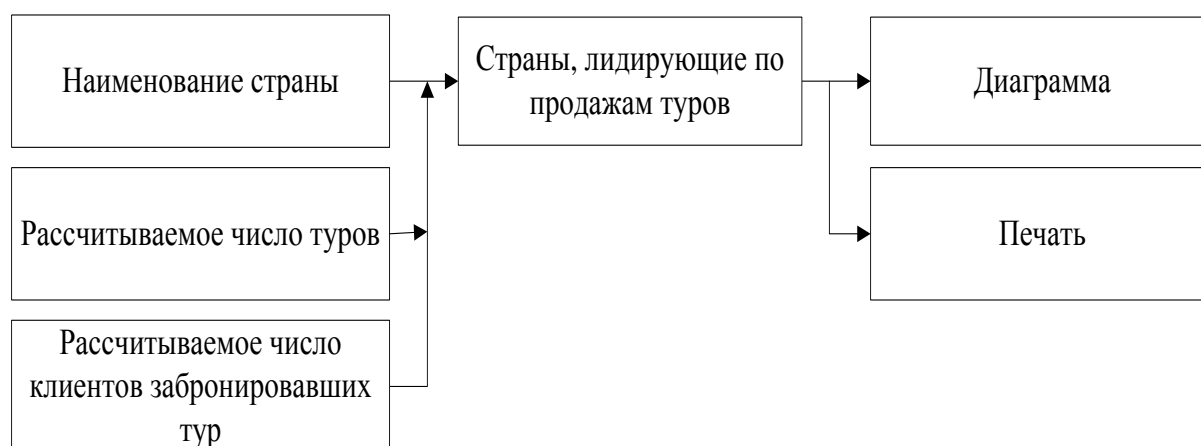 Наименование страны
Страны, лидирующие по
продажам туров
Диаграмма
Рассчитываемое число туров
Печать
Рассчитываемое число
клиентов забронировавших
тур